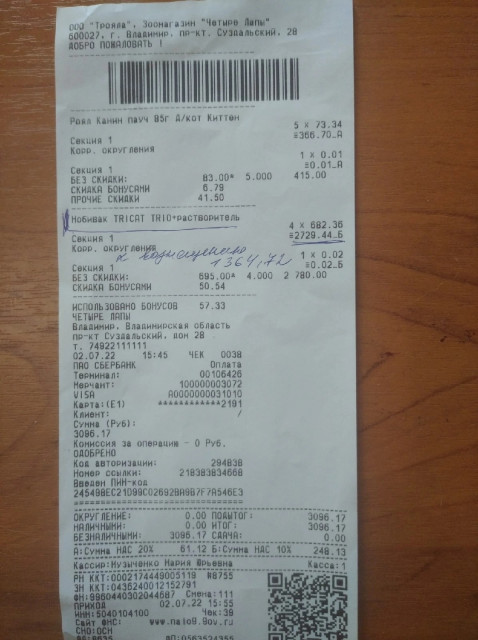 ООО "Трояла", Зоомагазин "Четыре Лапы"
600027, г. Владимир, пр-кт. Суздальский, 28
ДОБРО ПОЖАЛОВАТЬ !
Роял Канин пауч 85г А/кот Киттен
5 X 73.34
Секция 1 =366.70_А
Корр. округления
1 X 0.01
Секция 1 =0.01_А
БЕЗ СКИДКИ: 83.00* 5.000 415.00
СКИДКА БОНУСАМИ 6.79
ПРОЧИЕ СКИДКИ 41.50
Нобивак TRICAT TRIO+растворитель
4 X 682.36
Секция 1 =2729.44_Б
Корр. округления
к возмещению 1 X 0.02
1364,72
Секция 1 =0.02_Б
БЕЗ СКИДКИ: 695.00* 4.000 2 780.00
СКИДКА БОНУСАМИ 50.54
ИСПОЛЬЗОВАНО БОНУСОВ 57.33
ЧЕТЫРЕ ЛАПЫ
Владимир, Владимирская область
пр-кт Суздальский, дом 28
т. 74922111111
02.07.22 15:45 ЧЕК 0038
ПАО СБЕРБАНК Оплата
Терминал: 00106426
Мерчант: 100000003072
VISA A0000000031010
Карта:(E1) ************2191
Клиент: /
Сумма (Руб):
3096.17
Комиссия за операцию - 0 Руб.
ОДОБРЕНО
Код авторизации: 294838
Номер ссылки: 218383834668
Введен ПИН-код
ОКРУГЛЕНИЕ: 0.00 ПОДЫТОГ: 3096.17
НАЛИЧНЫМИ: 0.00 ИТОГ: 3096.17
БЕЗНАЛИЧНЫМИ: 3096.17 СДАЧА: 0.00
А:Сумма НДС 20% 61.12 Б:Сумма НДС 10% 248.13
Кассир:Музыченко Мария Юрьевна Касса:1
РН ККТ:0002174449005119 W8755
ЗН ККТ:0436240012152791
ФН:9960440302044687 Смена:111
ПРИХОД 02.07.22 15:55
ИНН:5040104100 Чек:39
Сайт ФНС: www.nalog.gov.ru
СНО:ОСН